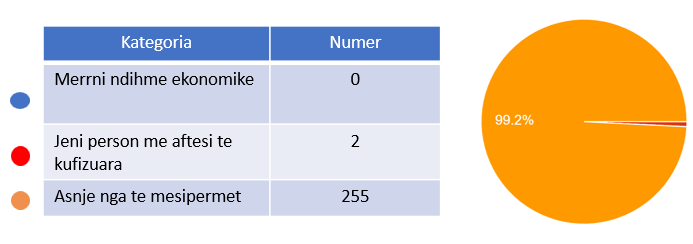 Kategoria Numer
Merrni ndihme ekonomike 0
Jeni person me aftesi te kufizuara 2
Asnje nga te mesipermet 255
99.2%